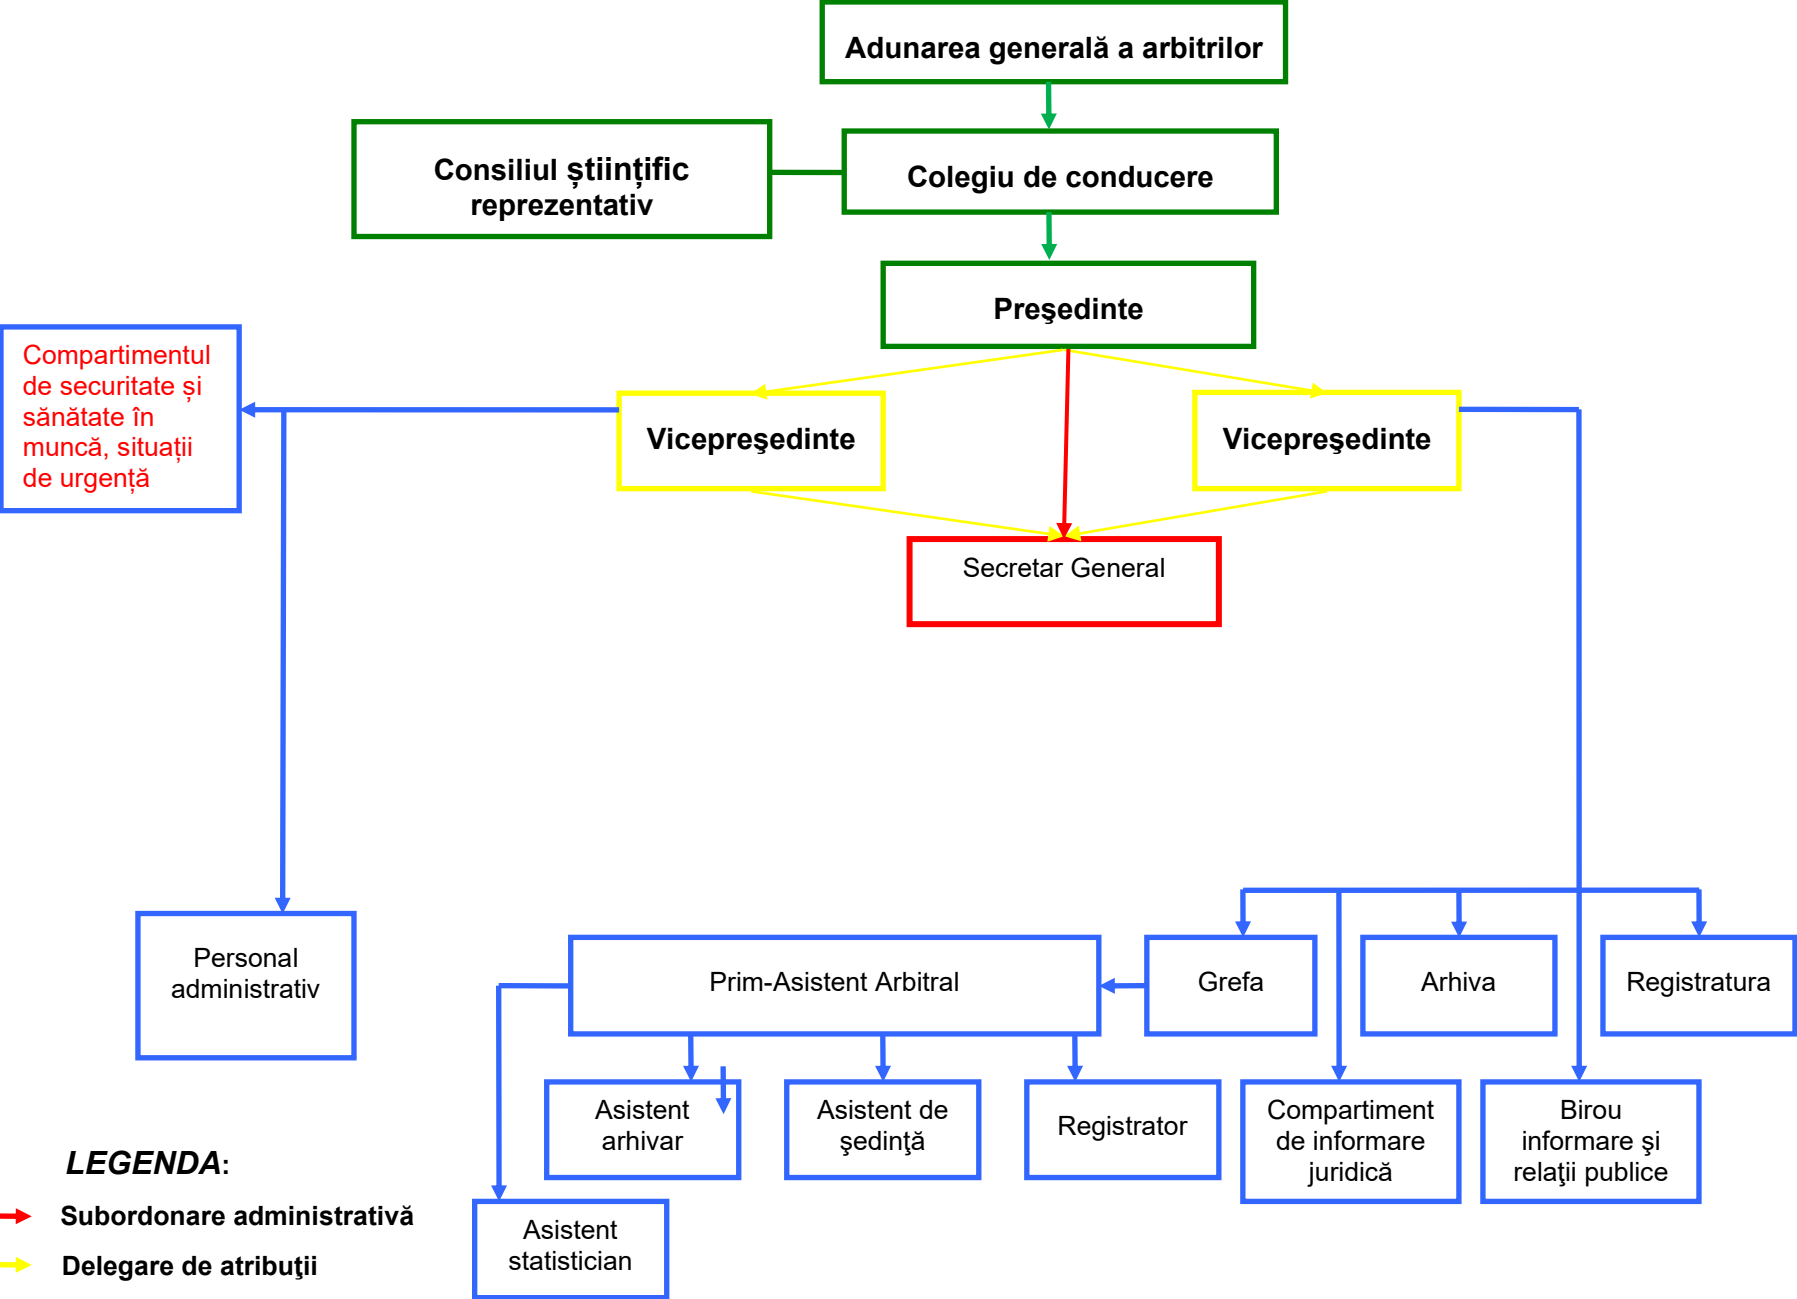 Adunarea generală a arbitrilor
Consiliul științific
reprezentativ
Colegiu de conducere
Preşedinte
Compartimentul
de securitate și
sănătate în
muncă, situații
de urgență
Vicepreşedinte
Vicepreşedinte
Secretar General
Personal
administrativ
Prim-Asistent Arbitral
Grefa
Arhiva
Registratura
Asistent
arhivar
Asistent de
şedinţă
Registrator
Compartiment
de informare
juridică
Birou
informare şi
relaţii publice
Asistent
statistician
LEGENDA:
Subordonare administrativă
Delegare de atribuţii